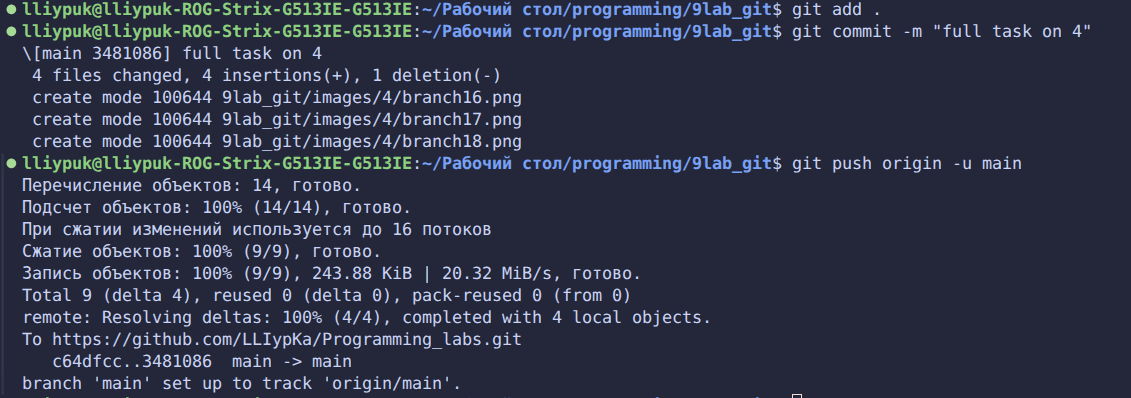 lliypuk@lliypuk-ROG-Strix-G513IE-G513IE:~/Рабочий стол/programming/9lab_git$ git add .
lliypuk@lliypuk-ROG-Strix-G513IE-G513IE:~/Рабочий стол/programming/9lab_git$ git commit -m "full task on 4"
\[main 3481086] full task on 4
 4 files changed, 4 insertions(+), 1 deletion(-)
 create mode 100644 9lab_git/images/4/branch16.png
 create mode 100644 9lab_git/images/4/branch17.png
 create mode 100644 9lab_git/images/4/branch18.png
lliypuk@lliypuk-ROG-Strix-G513IE-G513IE:~/Рабочий стол/programming/9lab_git$ git push origin -u main
Перечисление объектов: 14, готово.
Подсчет объектов: 100% (14/14), готово.
При сжатии изменений используется до 16 потоков
Сжатие объектов: 100% (9/9), готово.
Запись объектов: 100% (9/9), 243.88 KiB | 20.32 MiB/s, готово.
Total 9 (delta 4), reused 0 (delta 0), pack-reused 0 (from 0)
remote: Resolving deltas: 100% (4/4), completed with 4 local objects.
To https://github.com/LLIypKa/Programming_labs.git
   c64dfcc..3481086  main -> main
branch 'main' set up to track 'origin/main'.